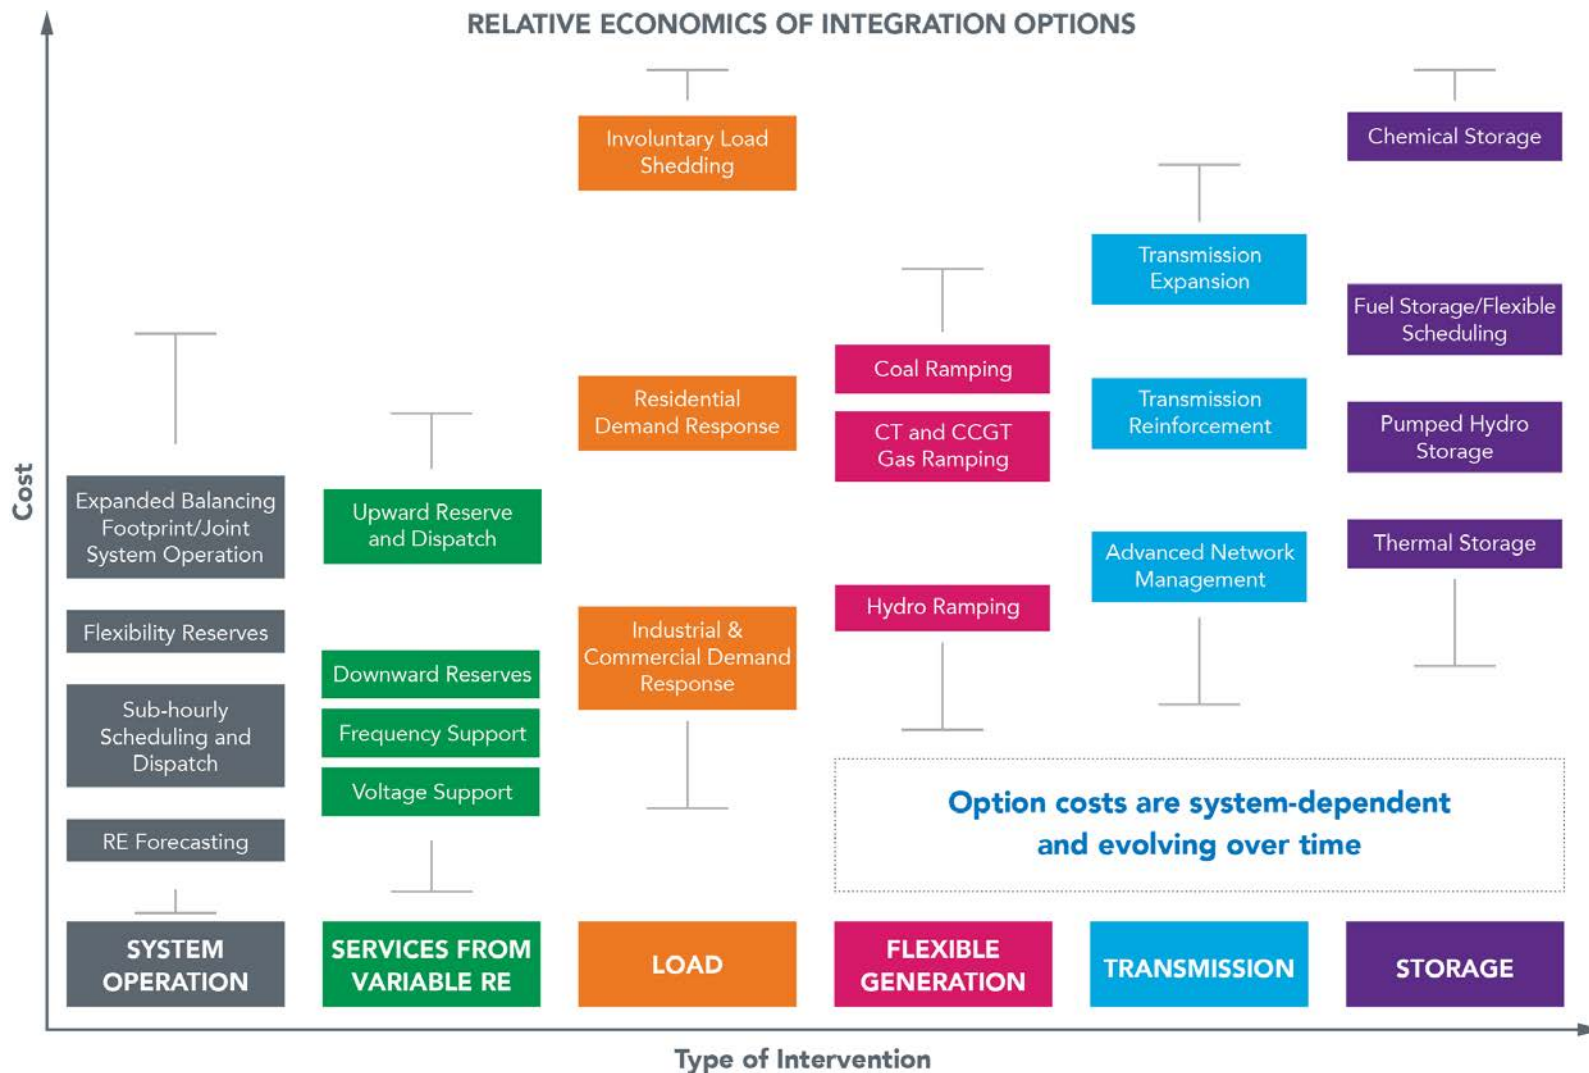 RELATIVE ECONOMICS OF INTEGRATION OPTIONS
Cost
Expanded Balancing
Footprint/Joint
System Operation
Flexibility Reserves
Sub-hourly
Scheduling and
Dispatch
RE Forecasting
SYSTEM
OPERATION
Upward Reserve
and Dispatch
Downward Reserves
Frequency Support
Voltage Support
SERVICES FROM
VARIABLE RE
Involuntary Load
Shedding
Residential
Demand Response
Industrial &
Commercial Demand
Response
LOAD
Coal Ramping
CT and CCGT
Gas Ramping
Hydro Ramping
FLEXIBLE
GENERATION
Transmission
Expansion
Transmission
Reinforcement
Advanced Network
Management
TRANSMISSION
Chemical Storage
Fuel Storage/Flexible
Scheduling
Pumped Hydro
Storage
Thermal Storage
STORAGE
Option costs are system-dependent
and evolving over time
Type of Intervention